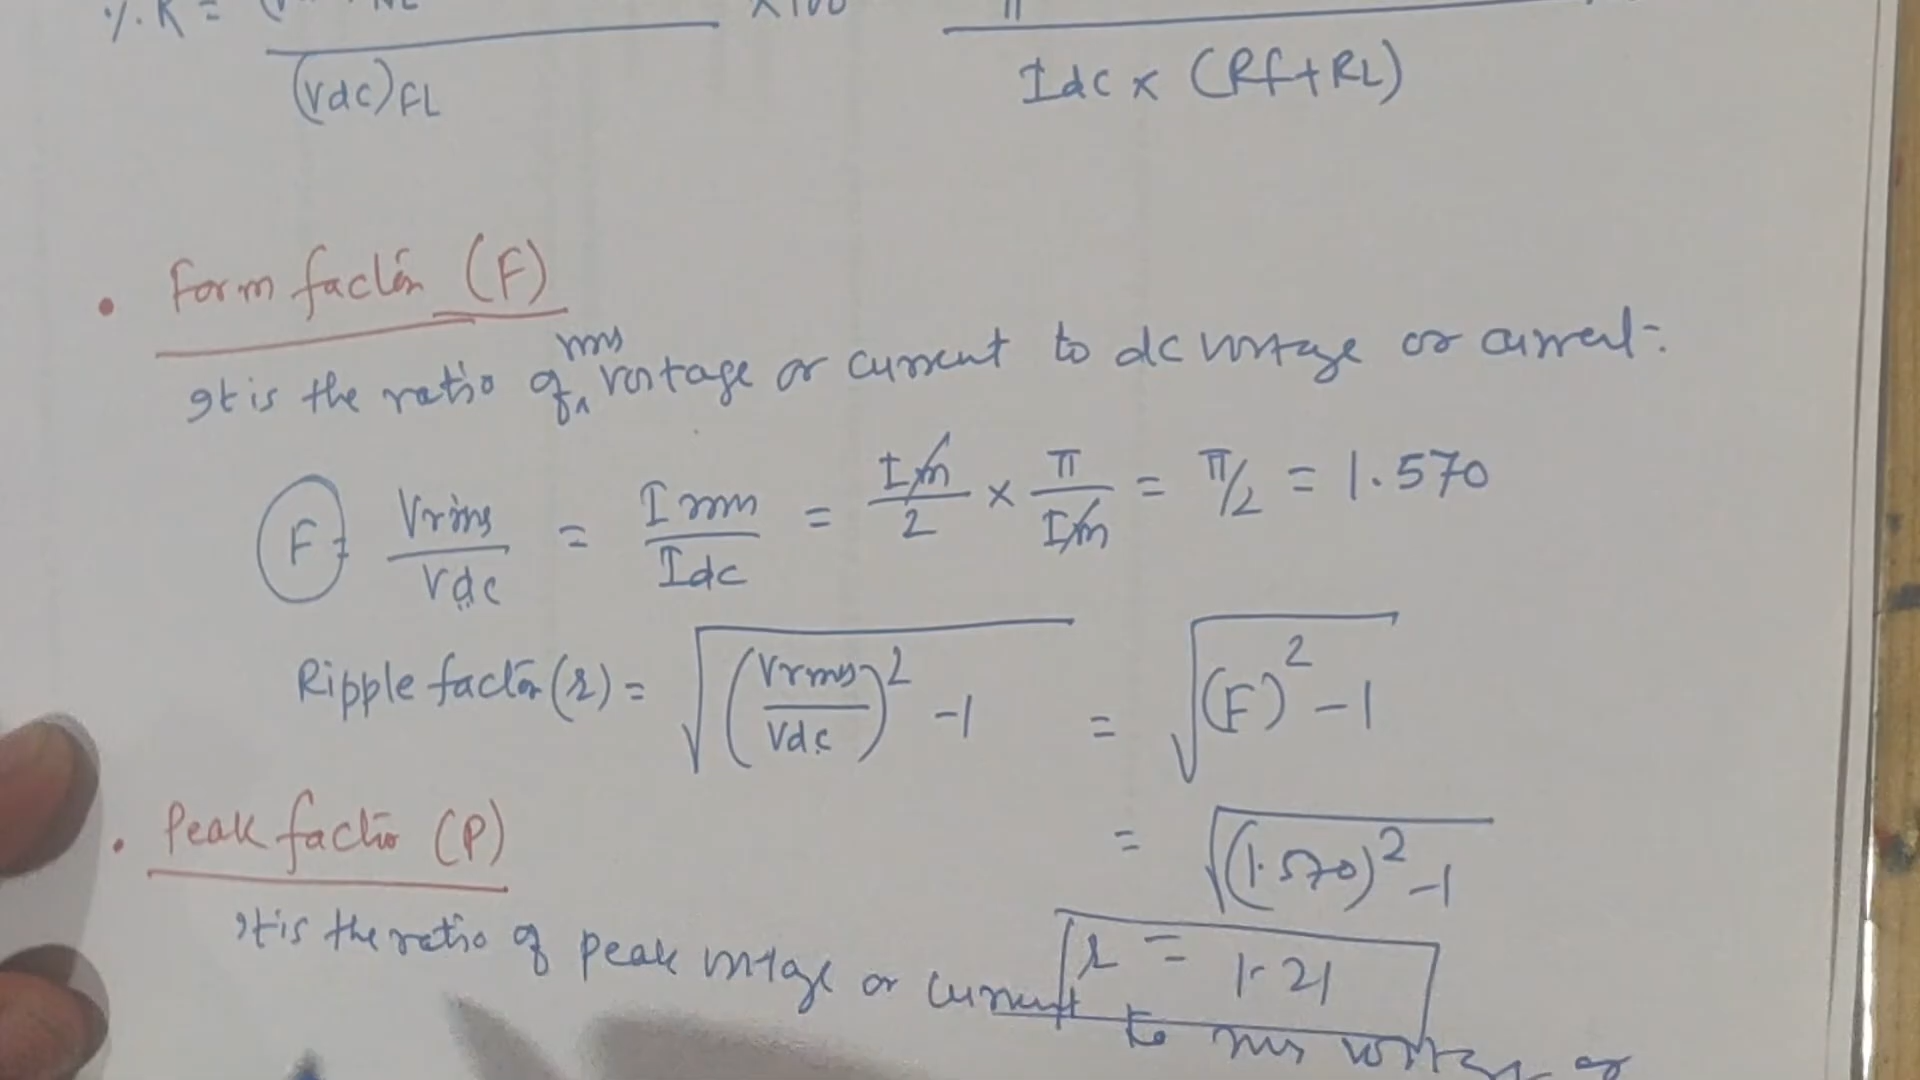 % R =
×100
π
(Vdc)FL
Idc × (Rf+RL)
• Form factor (F)
rms
It is the ratio of ^ voltage or current to dc voltage or current:
F = Vrms/Vdc = Irms/Idc = Im/2 × π/Im = π/2 = 1.570
Ripple factor (r) = √((Vrms/Vdc)² -1) = √((F)² -1)
• Peak factor (P)
= √((1.570)² -1)
r = 1.21
It is the ratio of peak voltage or current to rms voltage or